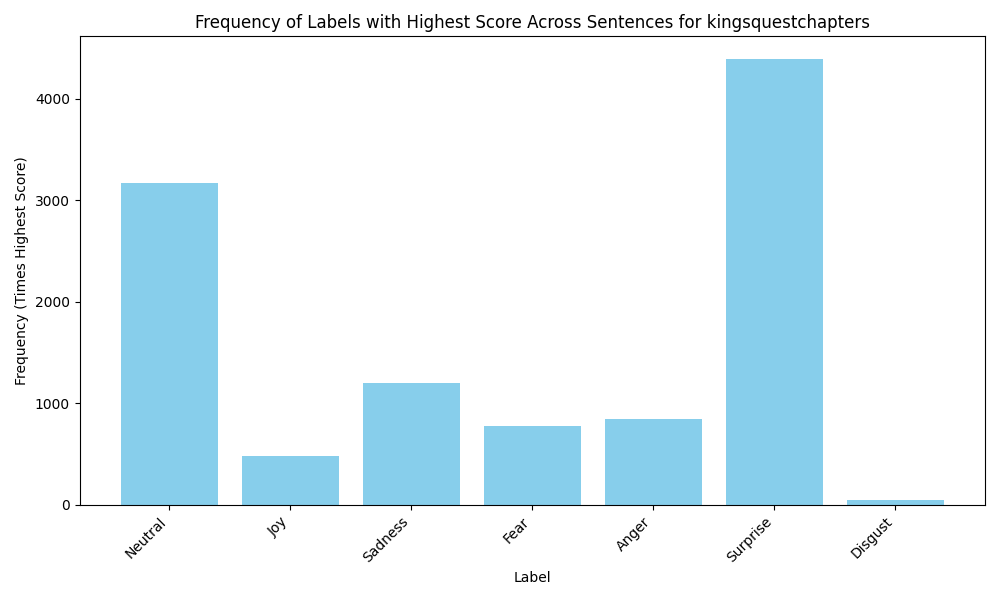 Frequency of Labels with Highest Score Across Sentences for kingsquestchapters
Frequency (Times Highest Score)
4000
3000
2000
1000
0
Neutral
Joy
Sadness
Fear
Anger
Surprise
Disgust
Label